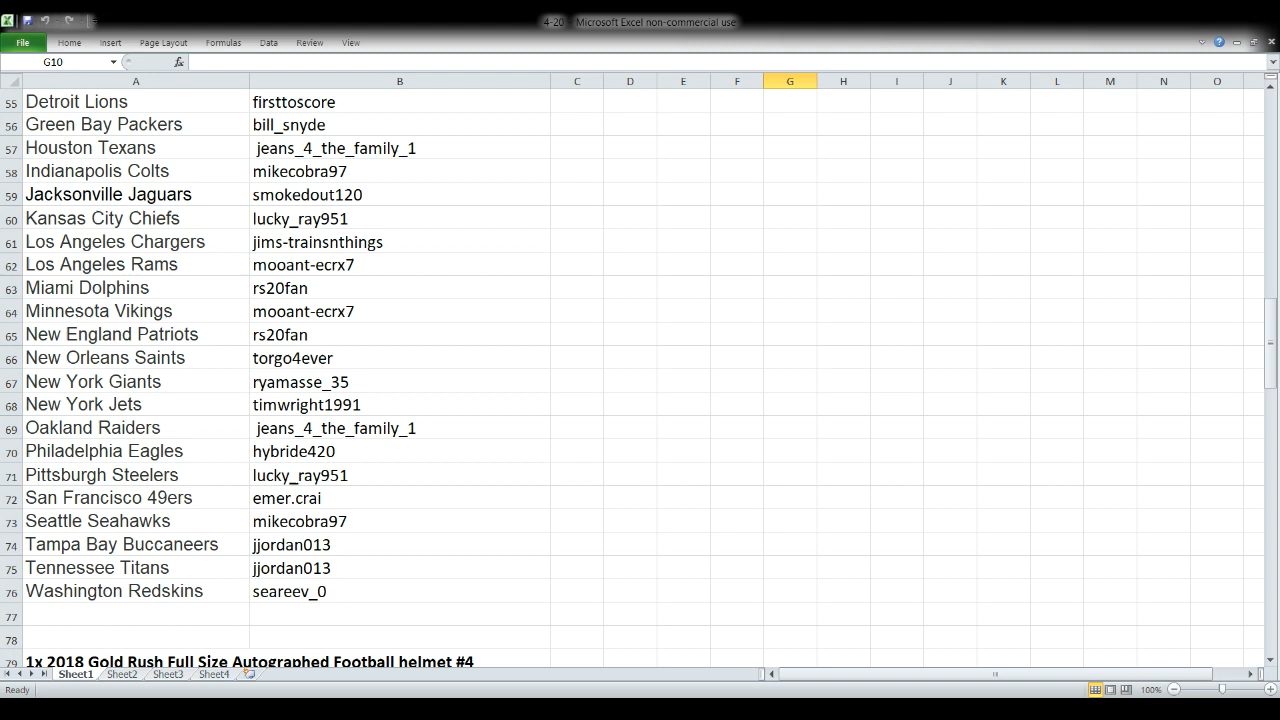 4-20 - Microsoft Excel non-commercial use
File Home Insert Page Layout Formulas Data Review View
G10 fx
A B C D E F G H I J K L M N O
55 Detroit Lions firsttoscore
56 Green Bay Packers bill_snyde
57 Houston Texans jeans_4_the_family_1
58 Indianapolis Colts mikecobra97
59 Jacksonville Jaguars smokedout120
60 Kansas City Chiefs lucky_ray951
61 Los Angeles Chargers jims-trainsnthings
62 Los Angeles Rams mooant-ecrx7
63 Miami Dolphins rs20fan
64 Minnesota Vikings mooant-ecrx7
65 New England Patriots rs20fan
66 New Orleans Saints torgo4ever
67 New York Giants ryamasse_35
68 New York Jets timwright1991
69 Oakland Raiders jeans_4_the_family_1
70 Philadelphia Eagles hybride420
71 Pittsburgh Steelers lucky_ray951
72 San Francisco 49ers emer.crai
73 Seattle Seahawks mikecobra97
74 Tampa Bay Buccaneers jjordan013
75 Tennessee Titans jjordan013
76 Washington Redskins seareev_0
77
78
79 1x 2018 Gold Rush Full Size Autographed Football helmet #4
Sheet1 Sheet2 Sheet3 Sheet4
Ready 100%